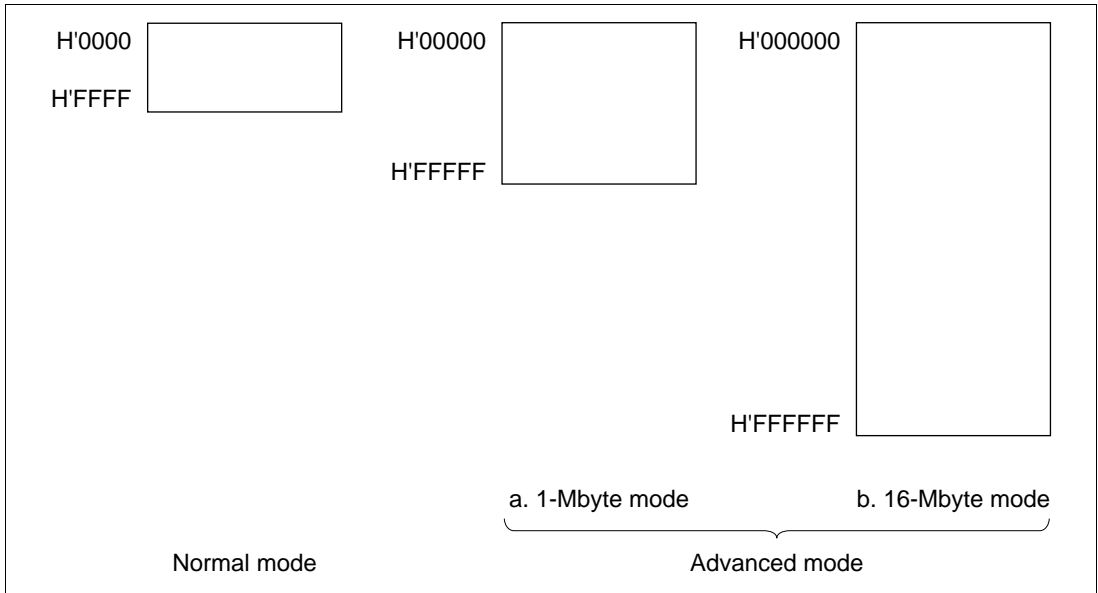 H'0000
H'FFFF
H'00000
H'FFFFF
H'000000
H'FFFFFF
a. 1-Mbyte mode
b. 16-Mbyte mode
Normal mode
Advanced mode